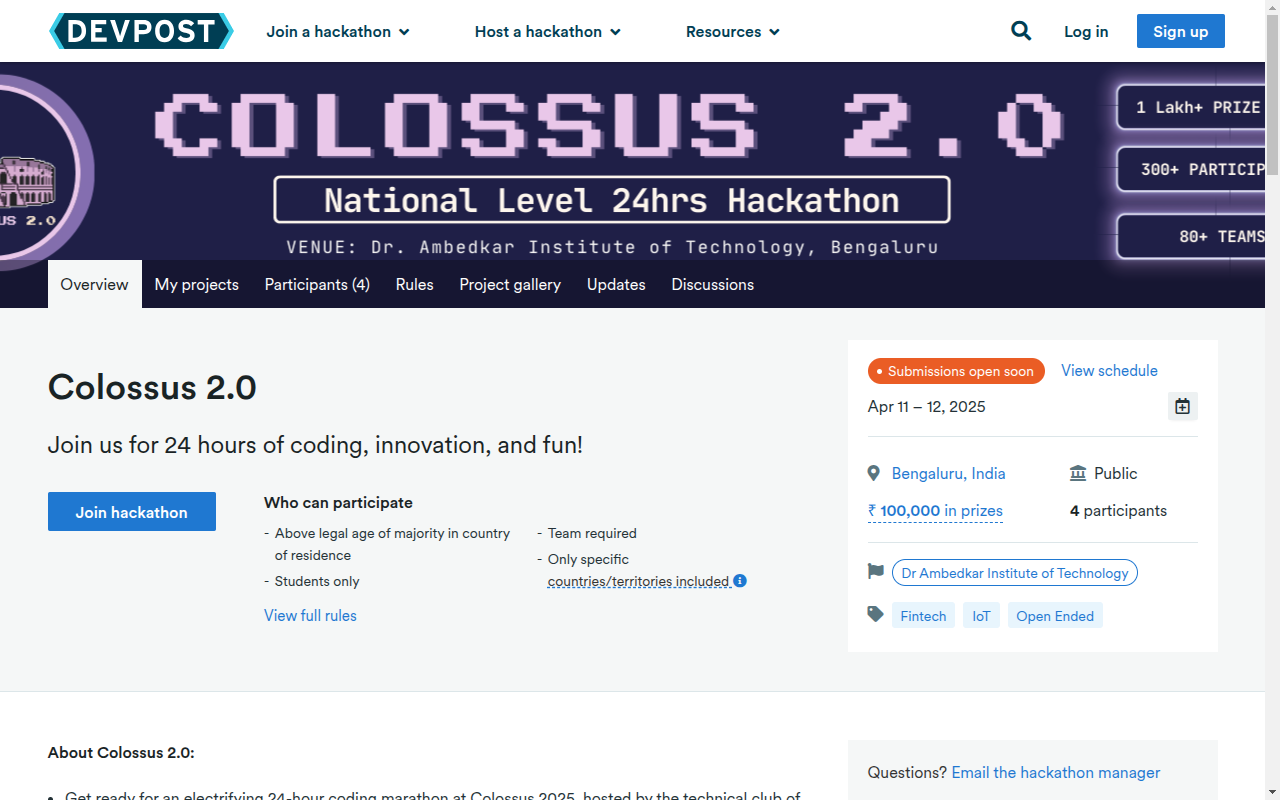 DEVPOST
Join a hackathon
Host a hackathon
Resources
Log in
Sign up
COLOSSUS 2.0
National Level 24hrs Hackathon
VENUE: Dr. Ambedkar Institute of Technology, Bengaluru
US 2.0
1 Lakh+ PRIZE
300+ PARTICIP
80+ TEAMS
Overview
My projects
Participants (4)
Rules
Project gallery
Updates
Discussions
Colossus 2.0
Join us for 24 hours of coding, innovation, and fun!
Join hackathon
Who can participate
- Above legal age of majority in country
of residence
- Students only
- Team required
- Only specific
countries/territories included
View full rules
Submissions open soon
View schedule
Apr 11 – 12, 2025
Bengaluru, India
Public
₹ 100,000 in prizes
4 participants
Dr Ambedkar Institute of Technology
Fintech
IoT
Open Ended
About Colossus 2.0:
• Get ready for an electrifying 24-hour coding marathon at Colossus 2025, hosted by the technical club of
Questions? Email the hackathon manager